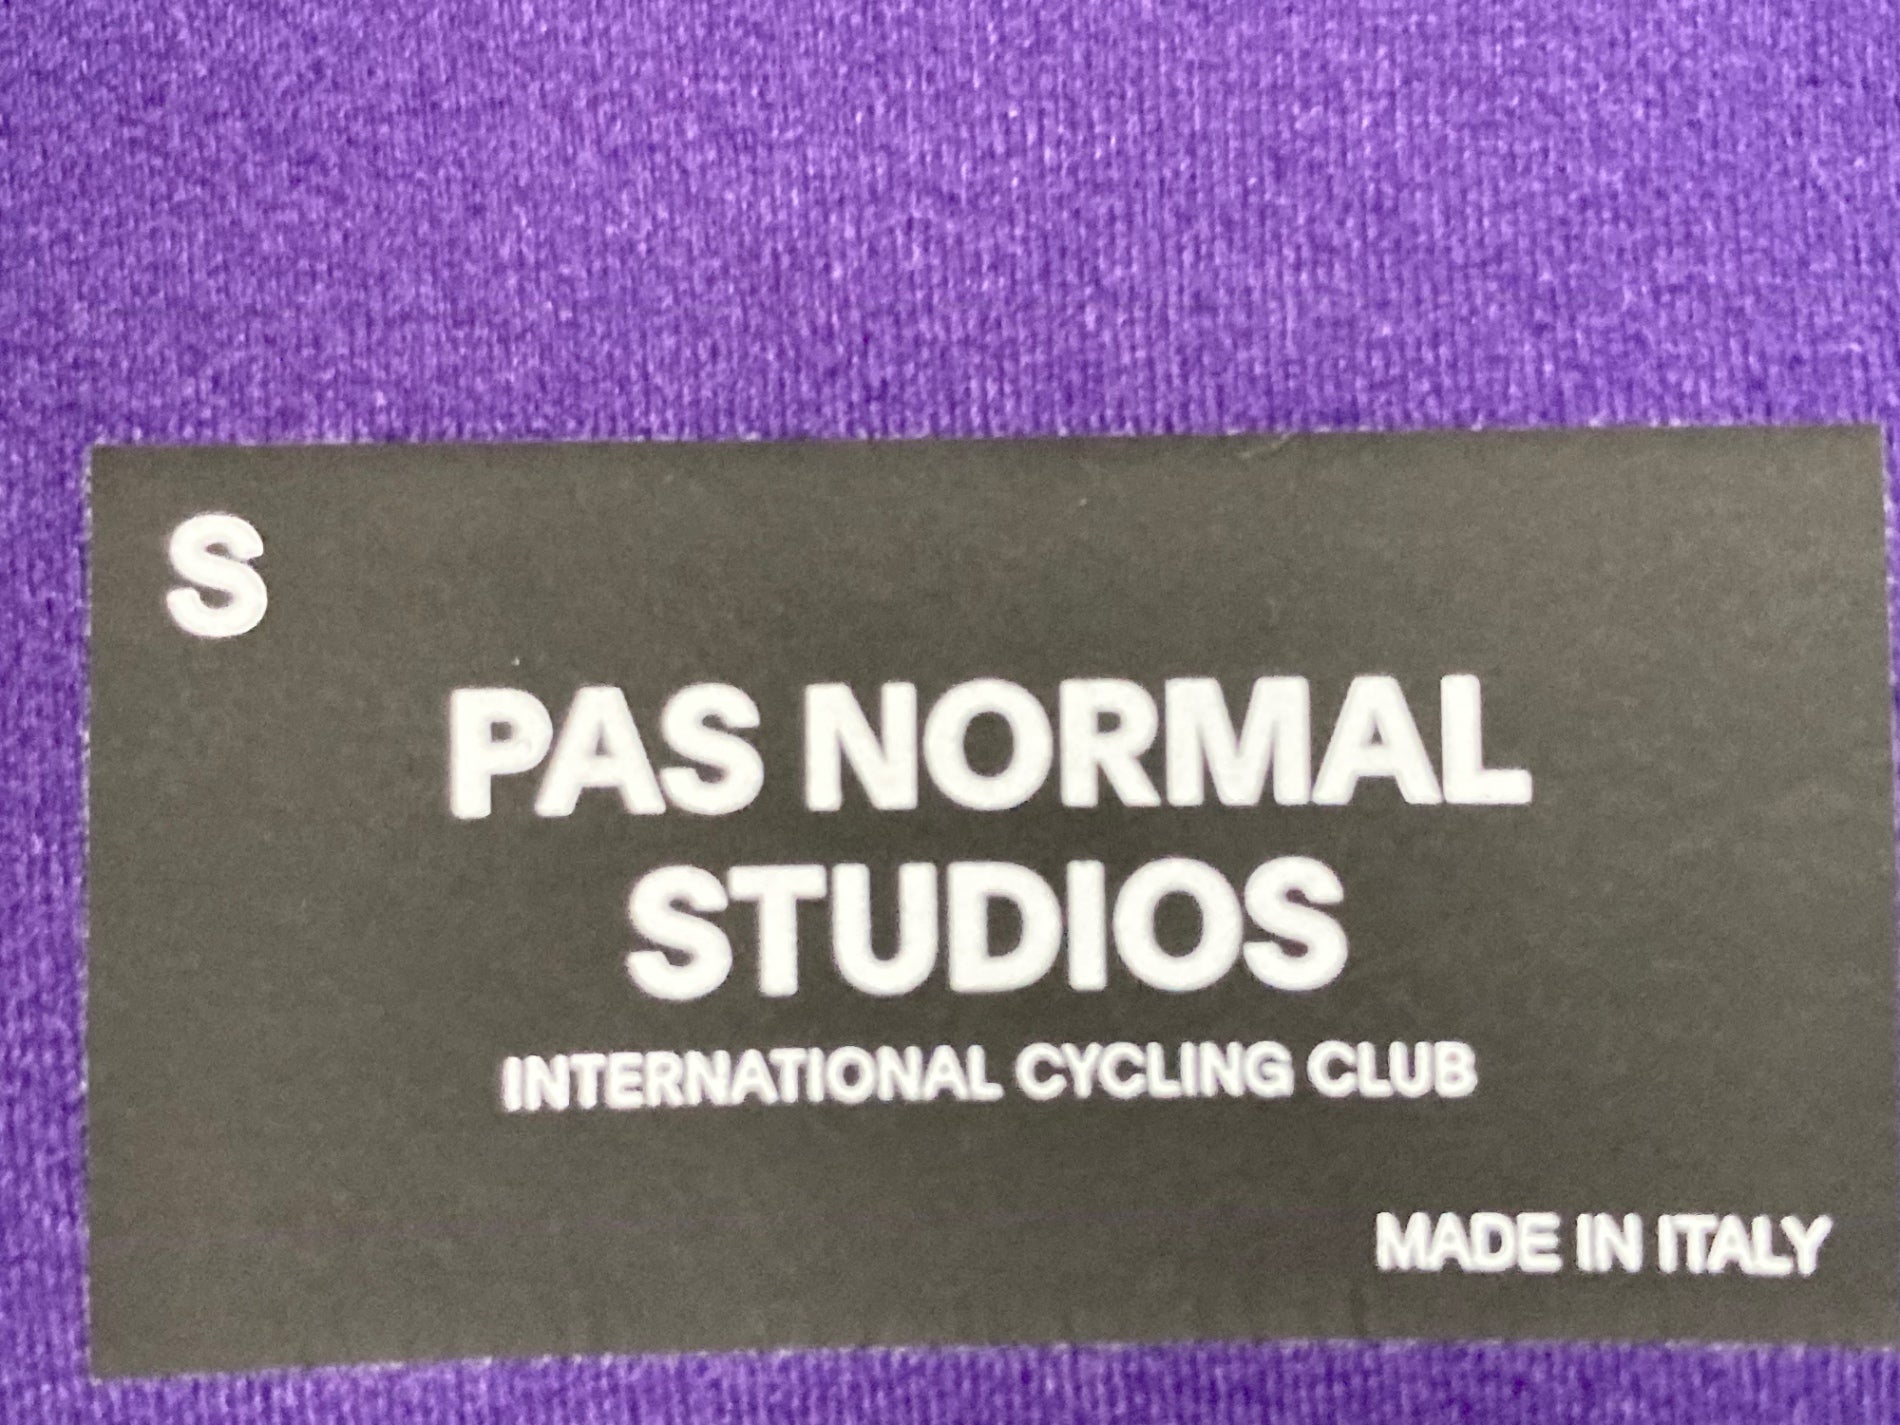 S
PAS NORMAL
STUDIOS
INTERNATIONAL CYCLING CLUB
MADE IN ITALY